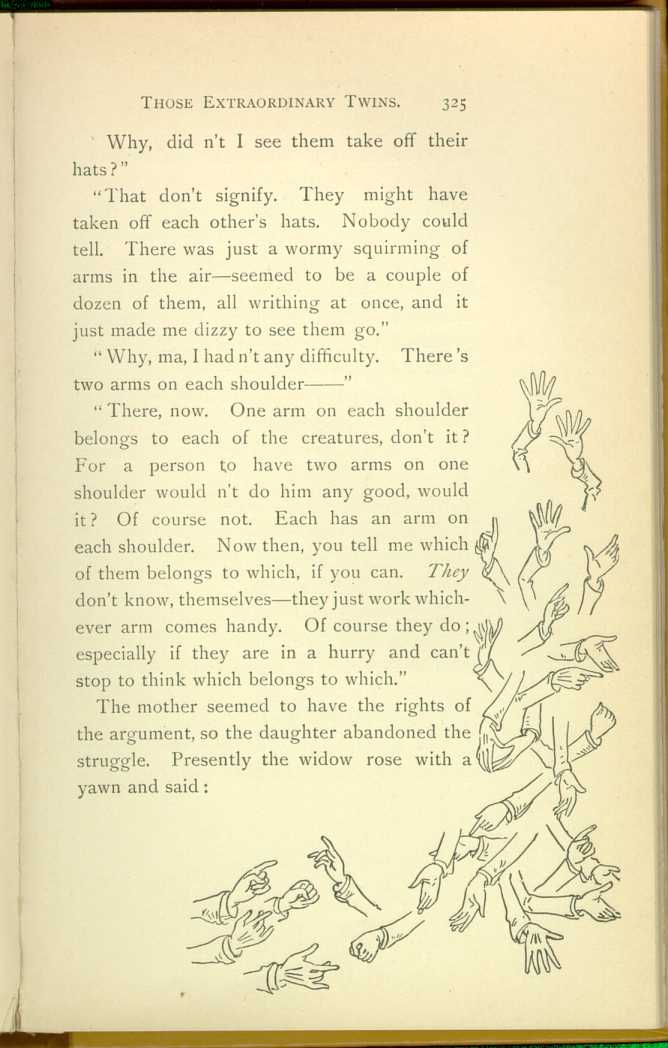 THOSE EXTRAORDINARY TWINS. 325
Why, did n't I see them take off their
hats?"
"That don't signify. They might have
taken off each other's hats. Nobody could
tell. There was just a wormy squirming of
arms in the air—seemed to be a couple of
dozen of them, all writhing at once, and it
just made me dizzy to see them go."
"Why, ma, I had n't any difficulty. There 's
two arms on each shoulder——"
"There, now. One arm on each shoulder
belongs to each of the creatures, don't it?
For a person to have two arms on one
shoulder would n't do him any good, would
it? Of course not. Each has an arm on
each shoulder. Now then, you tell me which
of them belongs to which, if you can. They
don't know, themselves—they just work which-
ever arm comes handy. Of course they do;
especially if they are in a hurry and can't
stop to think which belongs to which."
The mother seemed to have the rights of
the argument, so the daughter abandoned the
struggle. Presently the widow rose with a
yawn and said: